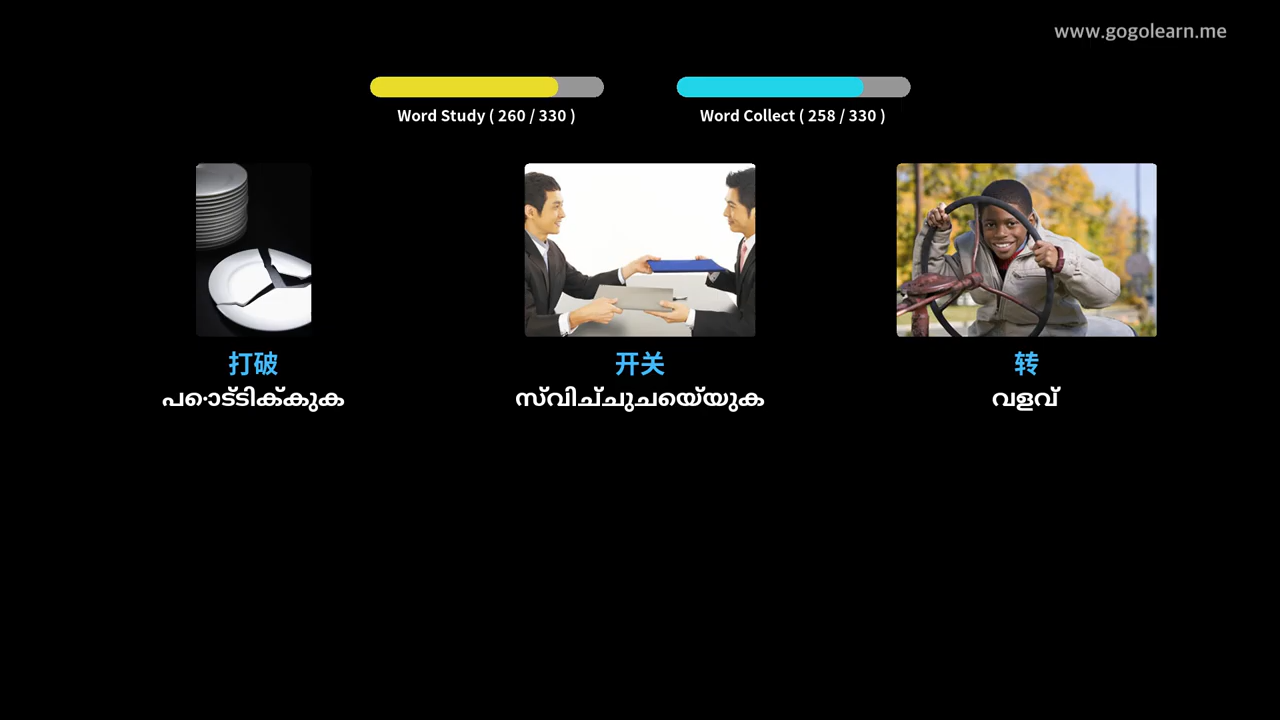 www.gogolearn.me
Word Study ( 260 / 330 )
Word Collect ( 258 / 330 )
打破
പൊട്ടിക്കുക
开关
സ്വിച്ചുചെയ്യുക
转
വളവ്